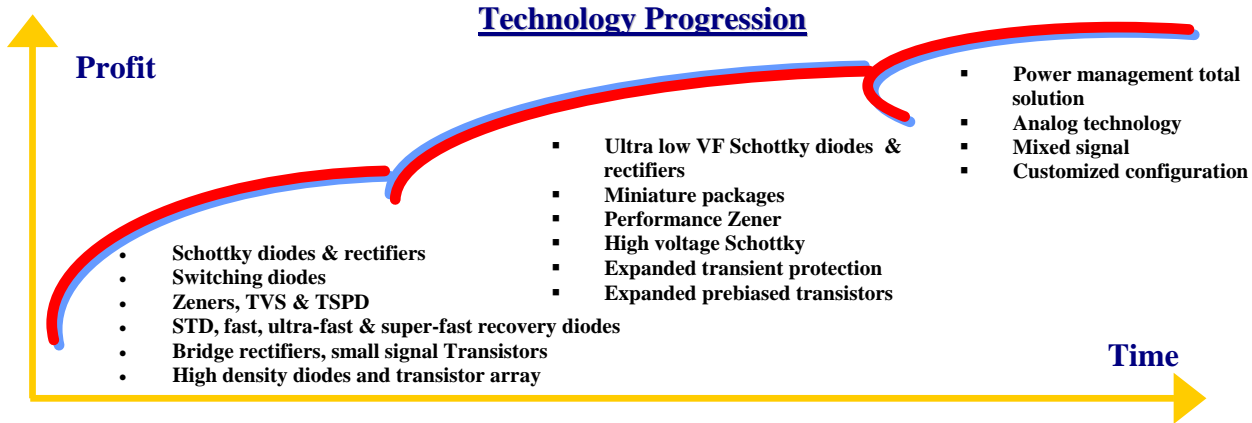 Technology Progression
Profit
• Schottky diodes & rectifiers
• Switching diodes
• Zeners, TVS & TSPD
• STD, fast, ultra-fast & super-fast recovery diodes
• Bridge rectifiers, small signal Transistors
• High density diodes and transistor array
▪ Ultra low VF Schottky diodes &
rectifiers
▪ Miniature packages
▪ Performance Zener
▪ High voltage Schottky
▪ Expanded transient protection
▪ Expanded prebiased transistors
▪ Power management total
solution
▪ Analog technology
▪ Mixed signal
▪ Customized configuration
Time